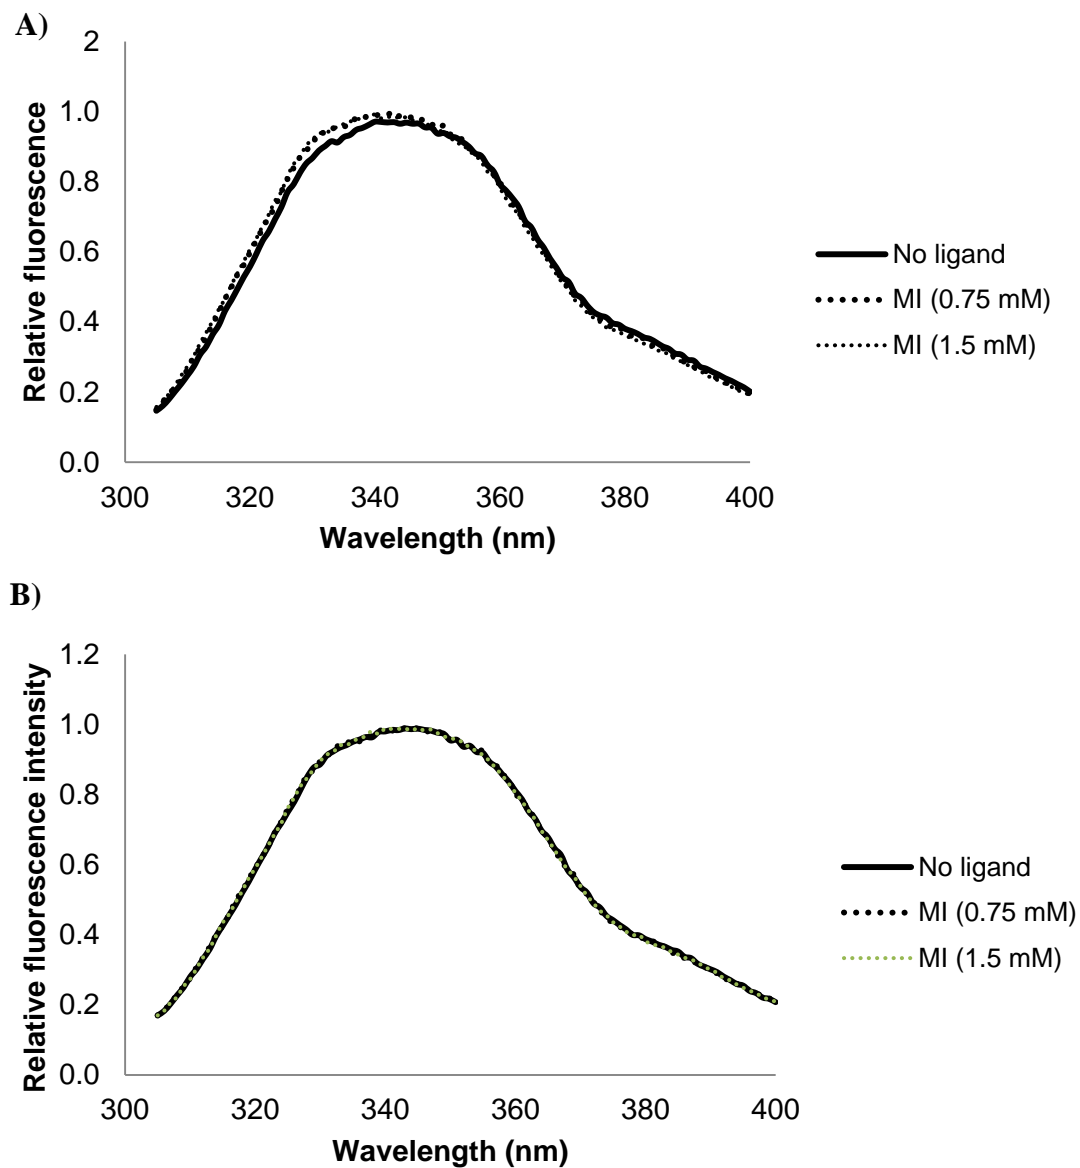 A)
2
1.0
0.8
0.6
0.4
0.2
0.0
Relative fluorescence
300 320 340 360 380 400
Wavelength (nm)
No ligand
MI (0.75 mM)
MI (1.5 mM)
B)
1.2
1.0
0.8
0.6
0.4
0.2
0.0
Relative fluorescence intensity
300 320 340 360 380 400
Wavelength (nm)
No ligand
MI (0.75 mM)
MI (1.5 mM)